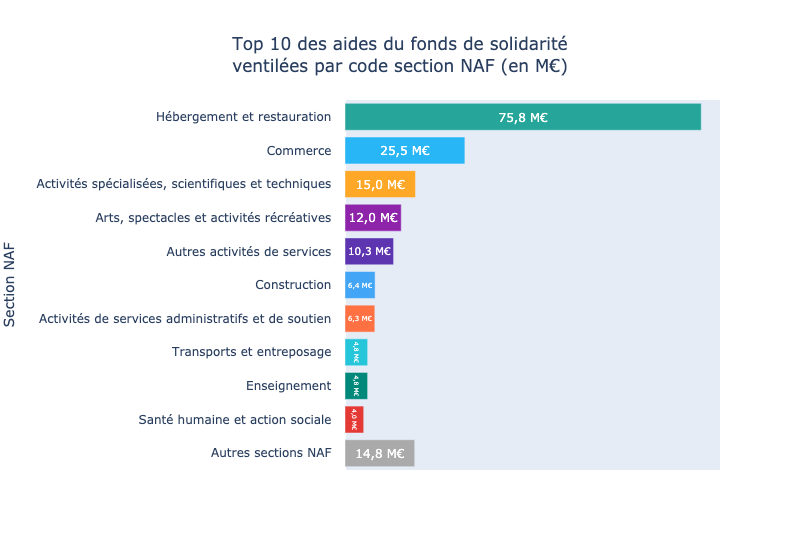 Top 10 des aides du fonds de solidarité
ventilées par code section NAF (en M€)
Section NAF
Hébergement et restauration 75,8 M€
Commerce 25,5 M€
Activités spécialisées, scientifiques et techniques 15,0 M€
Arts, spectacles et activités récréatives 12,0 M€
Autres activités de services 10,3 M€
Construction 6,4 M€
Activités de services administratifs et de soutien 6,3 M€
Transports et entreposage 4,8 M€
Enseignement 4,8 M€
Santé humaine et action sociale 4,0 M€
Autres sections NAF 14,8 M€